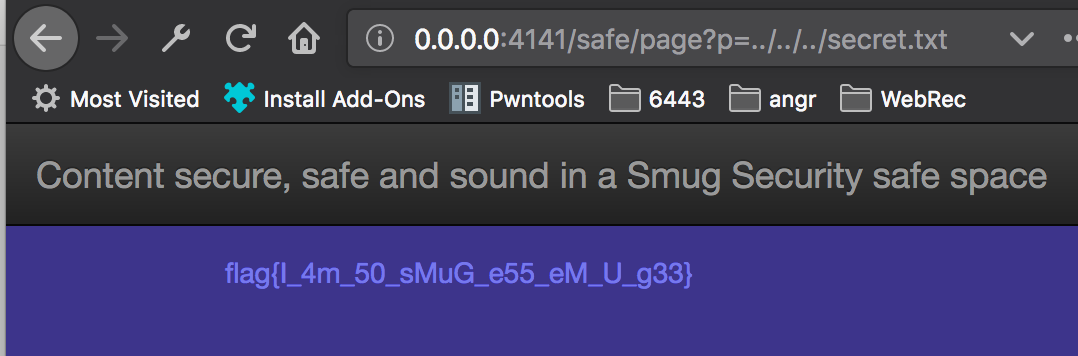 0.0.0.0:4141/safe/page?p=../../../secret.txt
Most Visited Install Add-Ons Pwntools 6443 angr WebRec
Content secure, safe and sound in a Smug Security safe space
flag{I_4m_50_sMuG_e55_eM_U_g33}